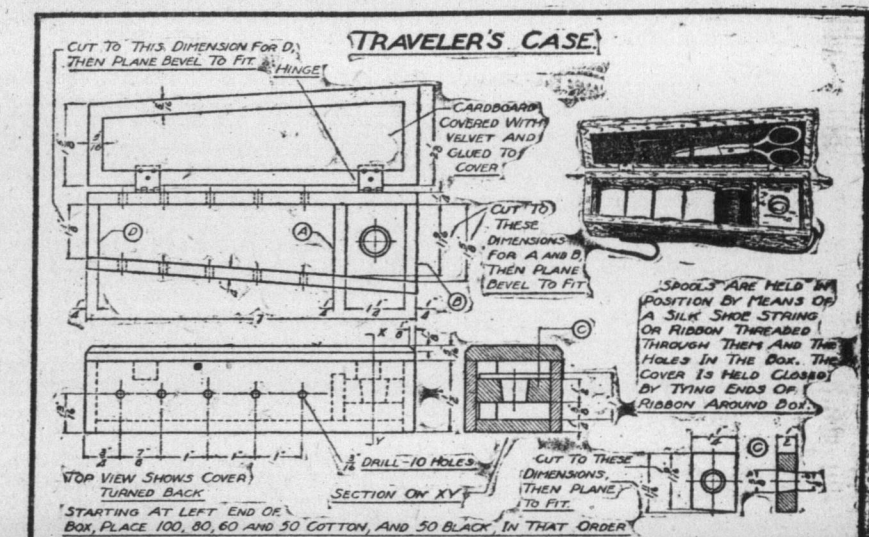 TRAVELER'S CASE
CUT TO THIS DIMENSION FOR D,
THEN PLANE BEVEL TO FIT
HINGE
CARDBOARD
COVERED WITH
VELVET AND
GLUED TO
COVER
CUT TO
THESE
DIMENSIONS
FOR A AND B,
THEN PLANE
BEVEL TO FIT
D
A
B
SPOOLS ARE HELD IN
POSITION BY MEANS OF
A SILK SHOE STRING
OR RIBBON THREADED
THROUGH THEM AND THE
HOLES IN THE BOX. THE
COVER IS HELD CLOSED
BY TYING ENDS OF
RIBBON AROUND BOX.
X
C
Y
3/16 DRILL-10 HOLES
TOP VIEW SHOWS COVER
TURNED BACK
SECTION ON XY
CUT TO THESE
DIMENSIONS,
THEN PLANE
TO FIT.
C
STARTING AT LEFT END OF
BOX, PLACE 100, 80, 60 AND 50 COTTON, AND 50 BLACK, IN THAT ORDER